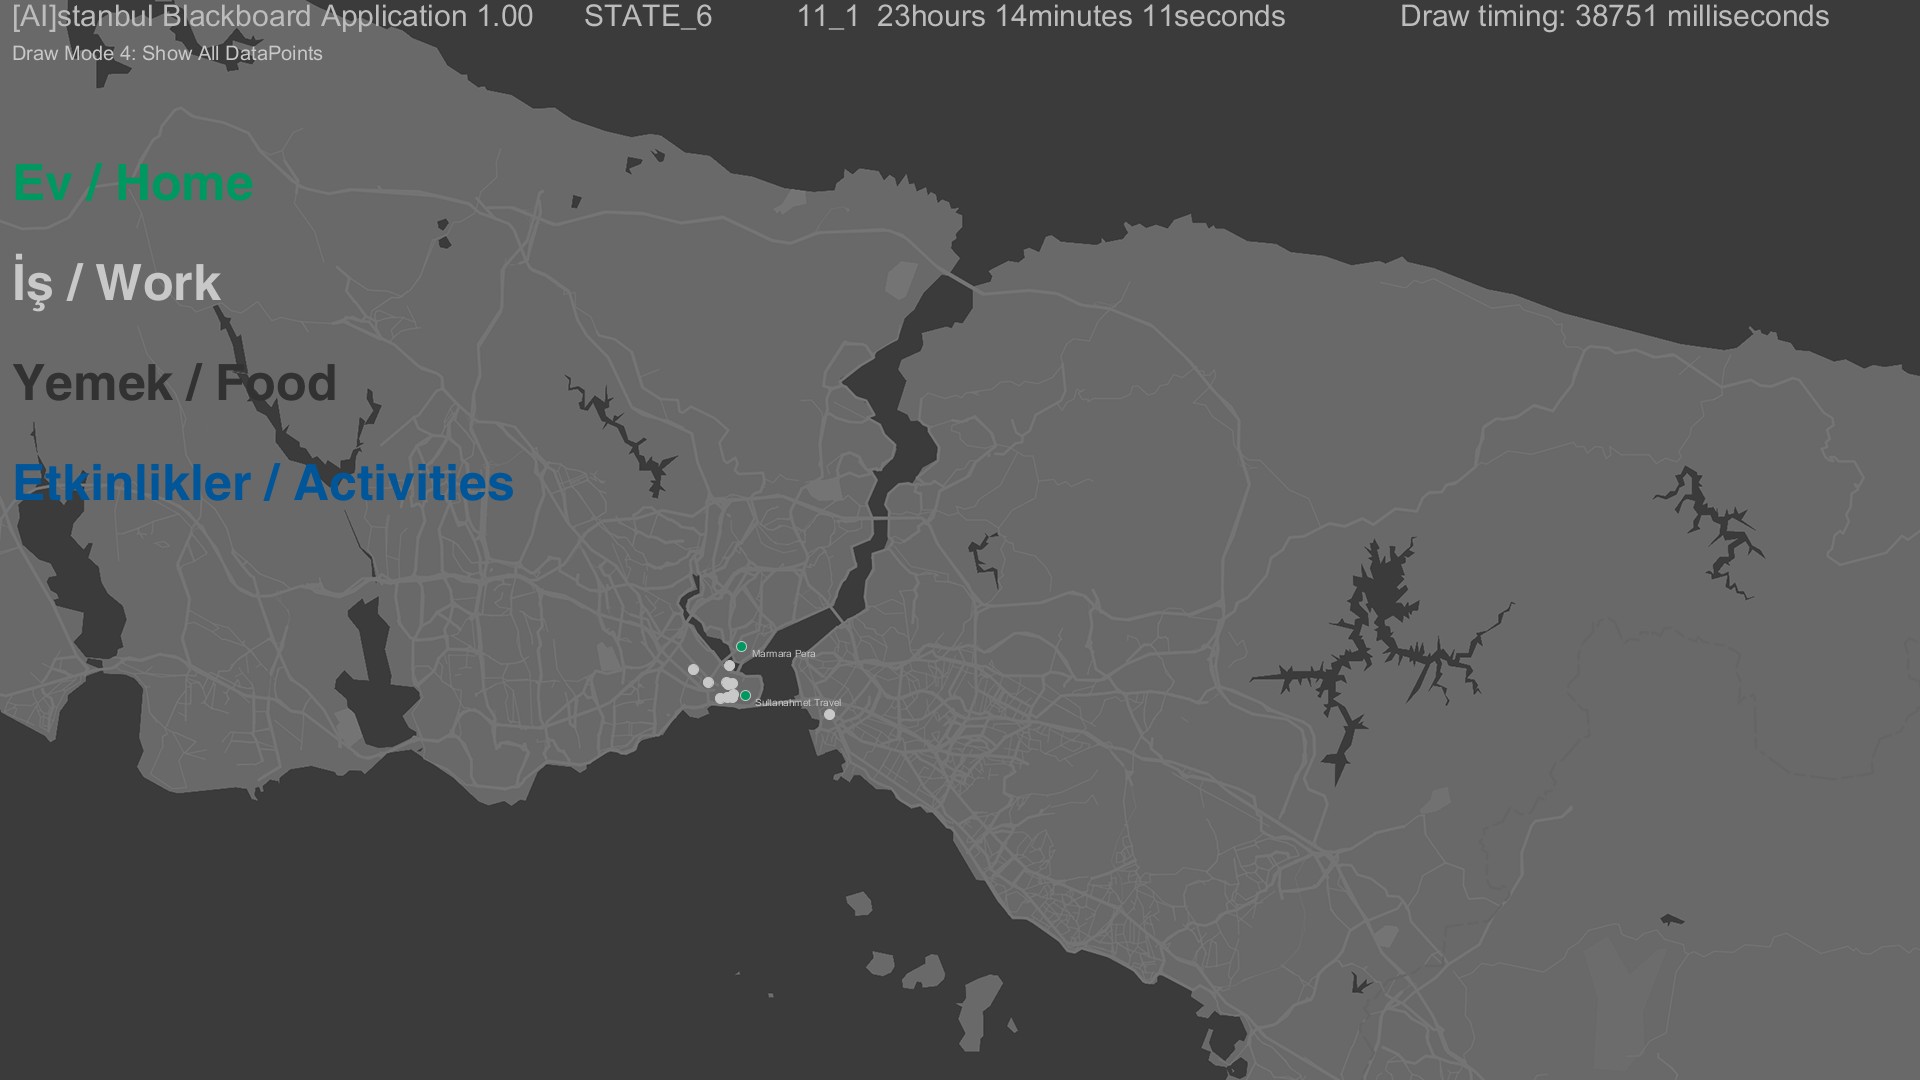 [AI]stanbul Blackboard Application 1.00 STATE_6 11_1 23hours 14minutes 11seconds Draw timing: 38751 milliseconds
Draw Mode 4: Show All DataPoints
Ev / Home
İş / Work
Yemek / Food
Etkinlikler / Activities
Marmara Pera
Sultanahmet Travel